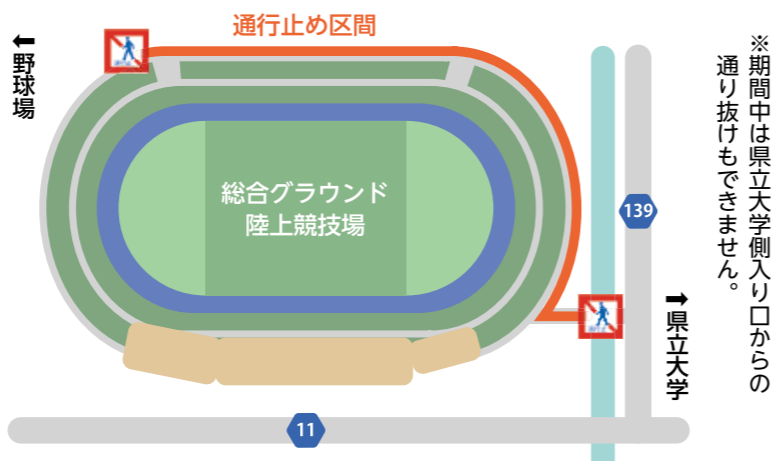 通行止め区間
⬅野球場
総合グラウンド
陸上競技場
139
➡県立大学
11
※期間中は県立大学側入り口からの
通り抜けもできません。